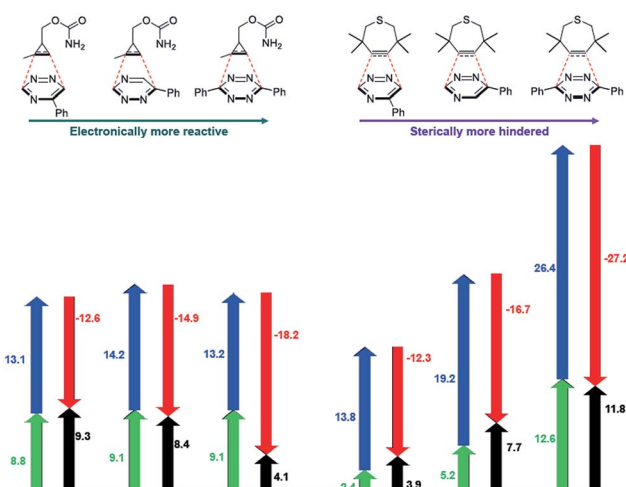 O O O O O O S S S
NH₂ NH₂ NH₂
N N N N N N N N N N N
N N N Ph Ph N N Ph N N Ph Ph N N Ph
Ph Ph
Electronically more reactive Sterically more hindered
26.4 -27.2
13.1 -12.6 14.2 -14.9 13.2 -18.2 13.8 -12.3 19.2 -16.7
8.8 9.3 9.1 8.4 9.1 4.1 3.9 5.2 7.7 12.6 11.8